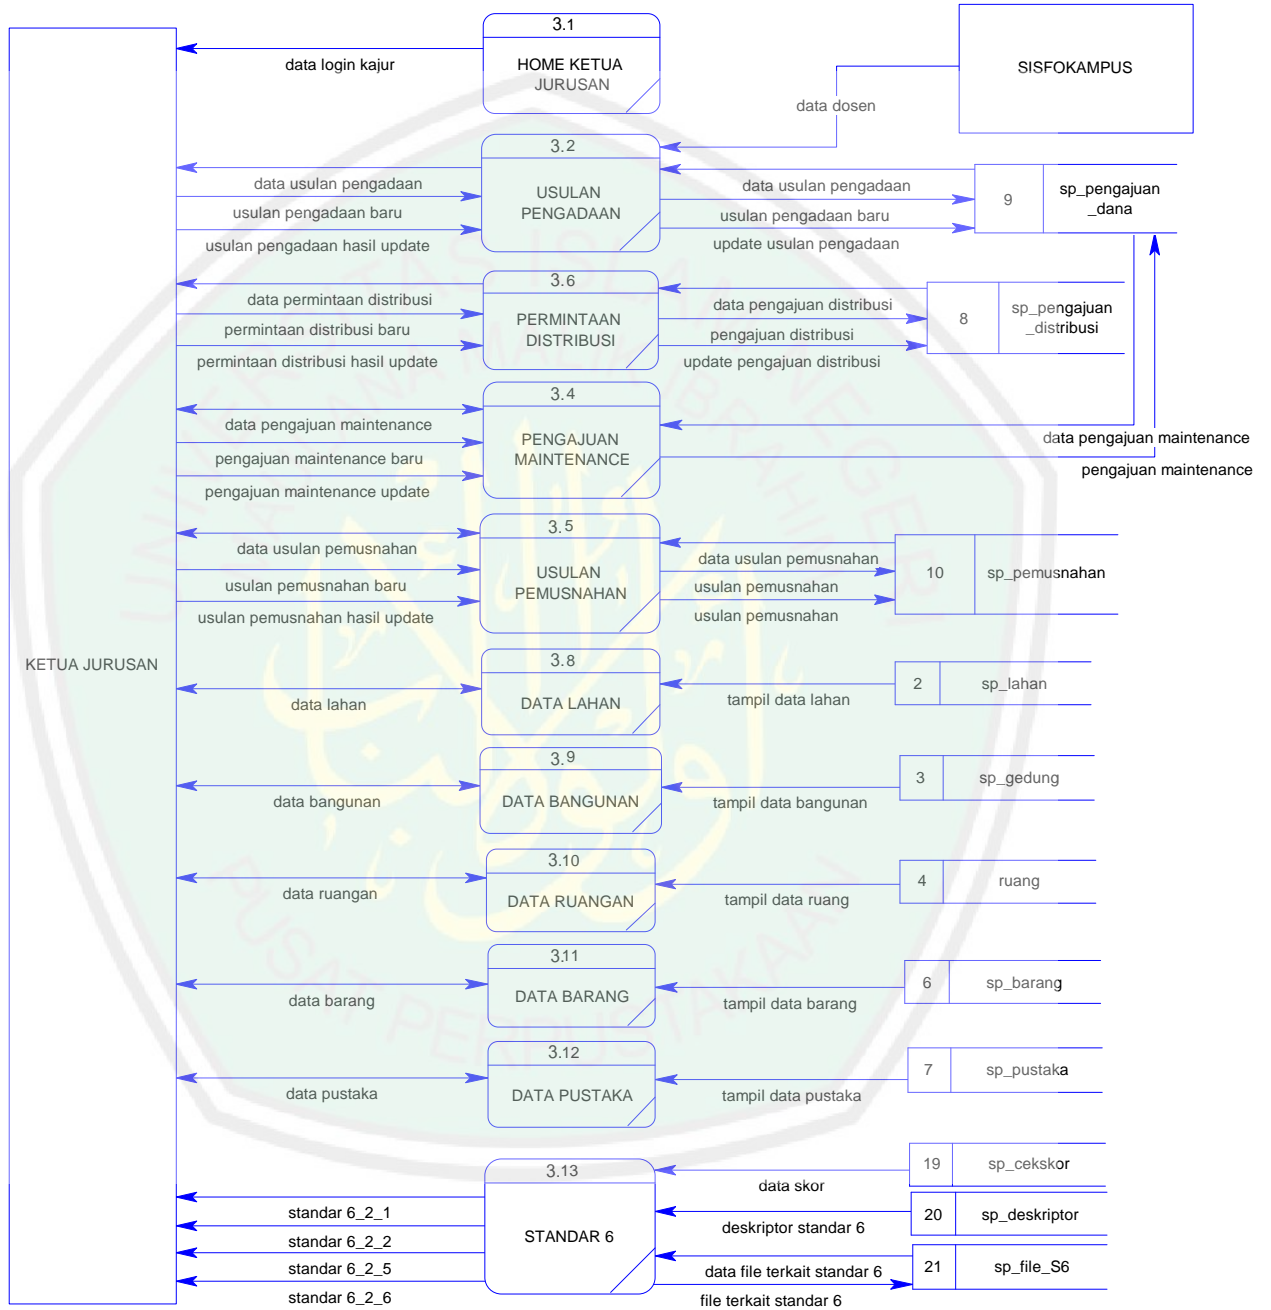 3.1
HOME KETUA
JURUSAN
data login kajur
SISFOKAMPUS
data dosen
3.2
USULAN
PENGADAAN
data usulan pengadaan
usulan pengadaan baru
usulan pengadaan hasil update
data usulan pengadaan
usulan pengadaan baru
update usulan pengadaan
9
sp_pengajuan
_dana
3.6
PERMINTAAN
DISTRIBUSI
data permintaan distribusi
permintaan distribusi baru
permintaan distribusi hasil update
data pengajuan distribusi
pengajuan distribusi
update pengajuan distribusi
8
sp_pengajuan
_distribusi
3.4
PENGAJUAN
MAINTENANCE
data pengajuan maintenance
pengajuan maintenance baru
pengajuan maintenance update
data pengajuan maintenance
pengajuan maintenance
3.5
USULAN
PEMUSNAHAN
data usulan pemusnahan
usulan pemusnahan baru
usulan pemusnahan hasil update
data usulan pemusnahan
usulan pemusnahan
usulan pemusnahan
10
sp_pemusnahan
KETUA JURUSAN
3.8
DATA LAHAN
data lahan
tampil data lahan
2
sp_lahan
3.9
DATA BANGUNAN
data bangunan
tampil data bangunan
3
sp_gedung
3.10
DATA RUANGAN
data ruangan
tampil data ruang
4
ruang
3.11
DATA BARANG
data barang
tampil data barang
6
sp_barang
3.12
DATA PUSTAKA
data pustaka
tampil data pustaka
7
sp_pustaka
3.13
STANDAR 6
standar 6_2_1
standar 6_2_2
standar 6_2_5
standar 6_2_6
data skor
deskriptor standar 6
data file terkait standar 6
file terkait standar 6
19
sp_cekskor
20
sp_deskriptor
21
sp_file_S6
UNIVERSITAS ISLAM NEGERI
MAULANA MALIK IBRAHIM
PUSAT PERPUSTAKAAN